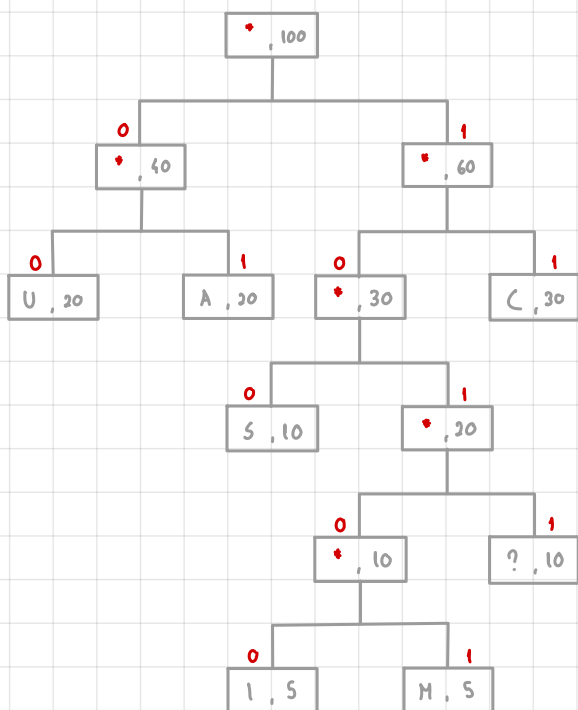 * , 100
0 1
* , 40 * , 60
0 1 0 1
U , 20 A , 20 * , 30 C , 30
0 1
S , 10 * , 20
0 1
* , 10 ? , 10
0 1
I , 5 M , 5